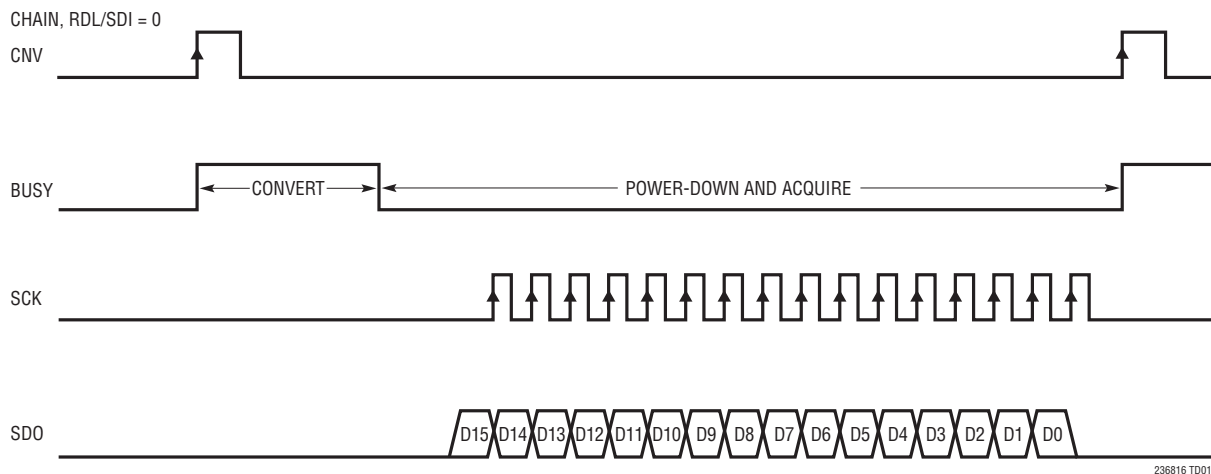 CHAIN, RDL/SDI = 0
CNV
BUSY
CONVERT
POWER-DOWN AND ACQUIRE
SCK
SDO
D15 D14 D13 D12 D11 D10 D9 D8 D7 D6 D5 D4 D3 D2 D1 D0
236816 TD01